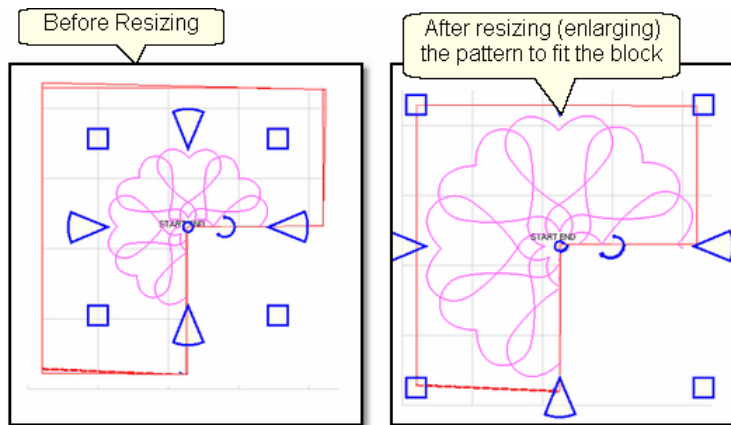 Before Resizing
After resizing (enlarging)
the pattern to fit the block
START END
START END